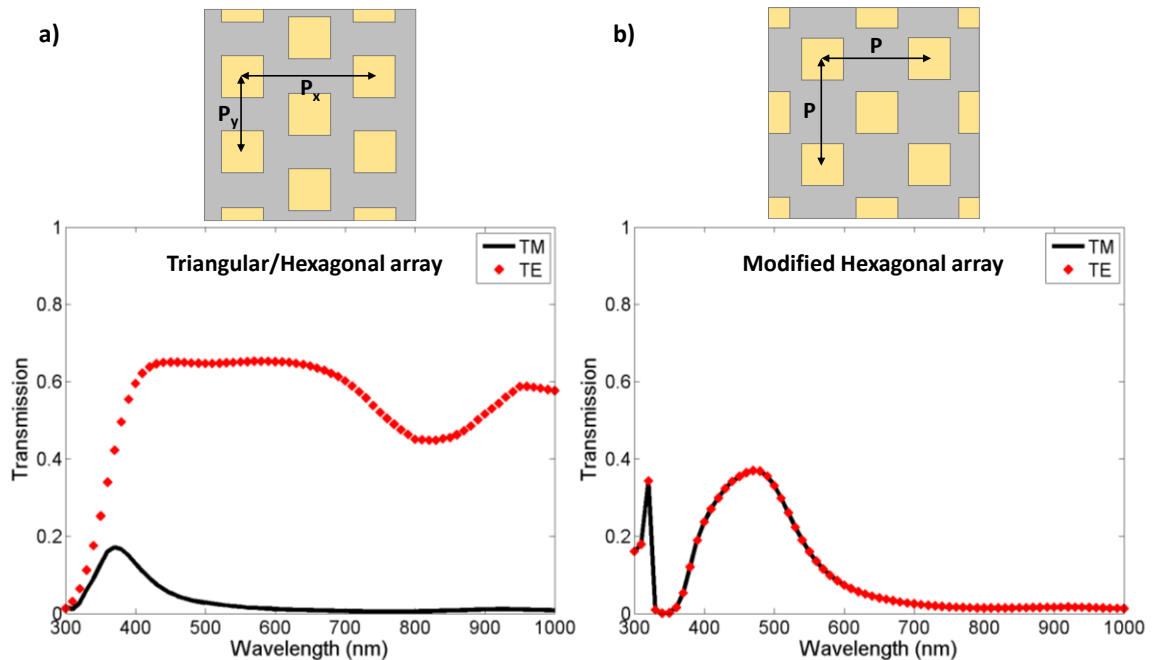 a)
Px
Py
b)
P
P
Triangular/Hexagonal array
TM
TE
Transmission
1
0.8
0.6
0.4
0.2
0
300 400 500 600 700 800 900 1000
Wavelength (nm)
Modified Hexagonal array
TM
TE
Transmission
1
0.8
0.6
0.4
0.2
0
300 400 500 600 700 800 900 1000
Wavelength (nm)